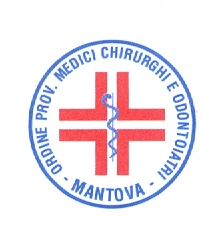 ORDINE PROV. MEDICI CHIRURGHI E ODONTOIATRI
- MANTOVA -